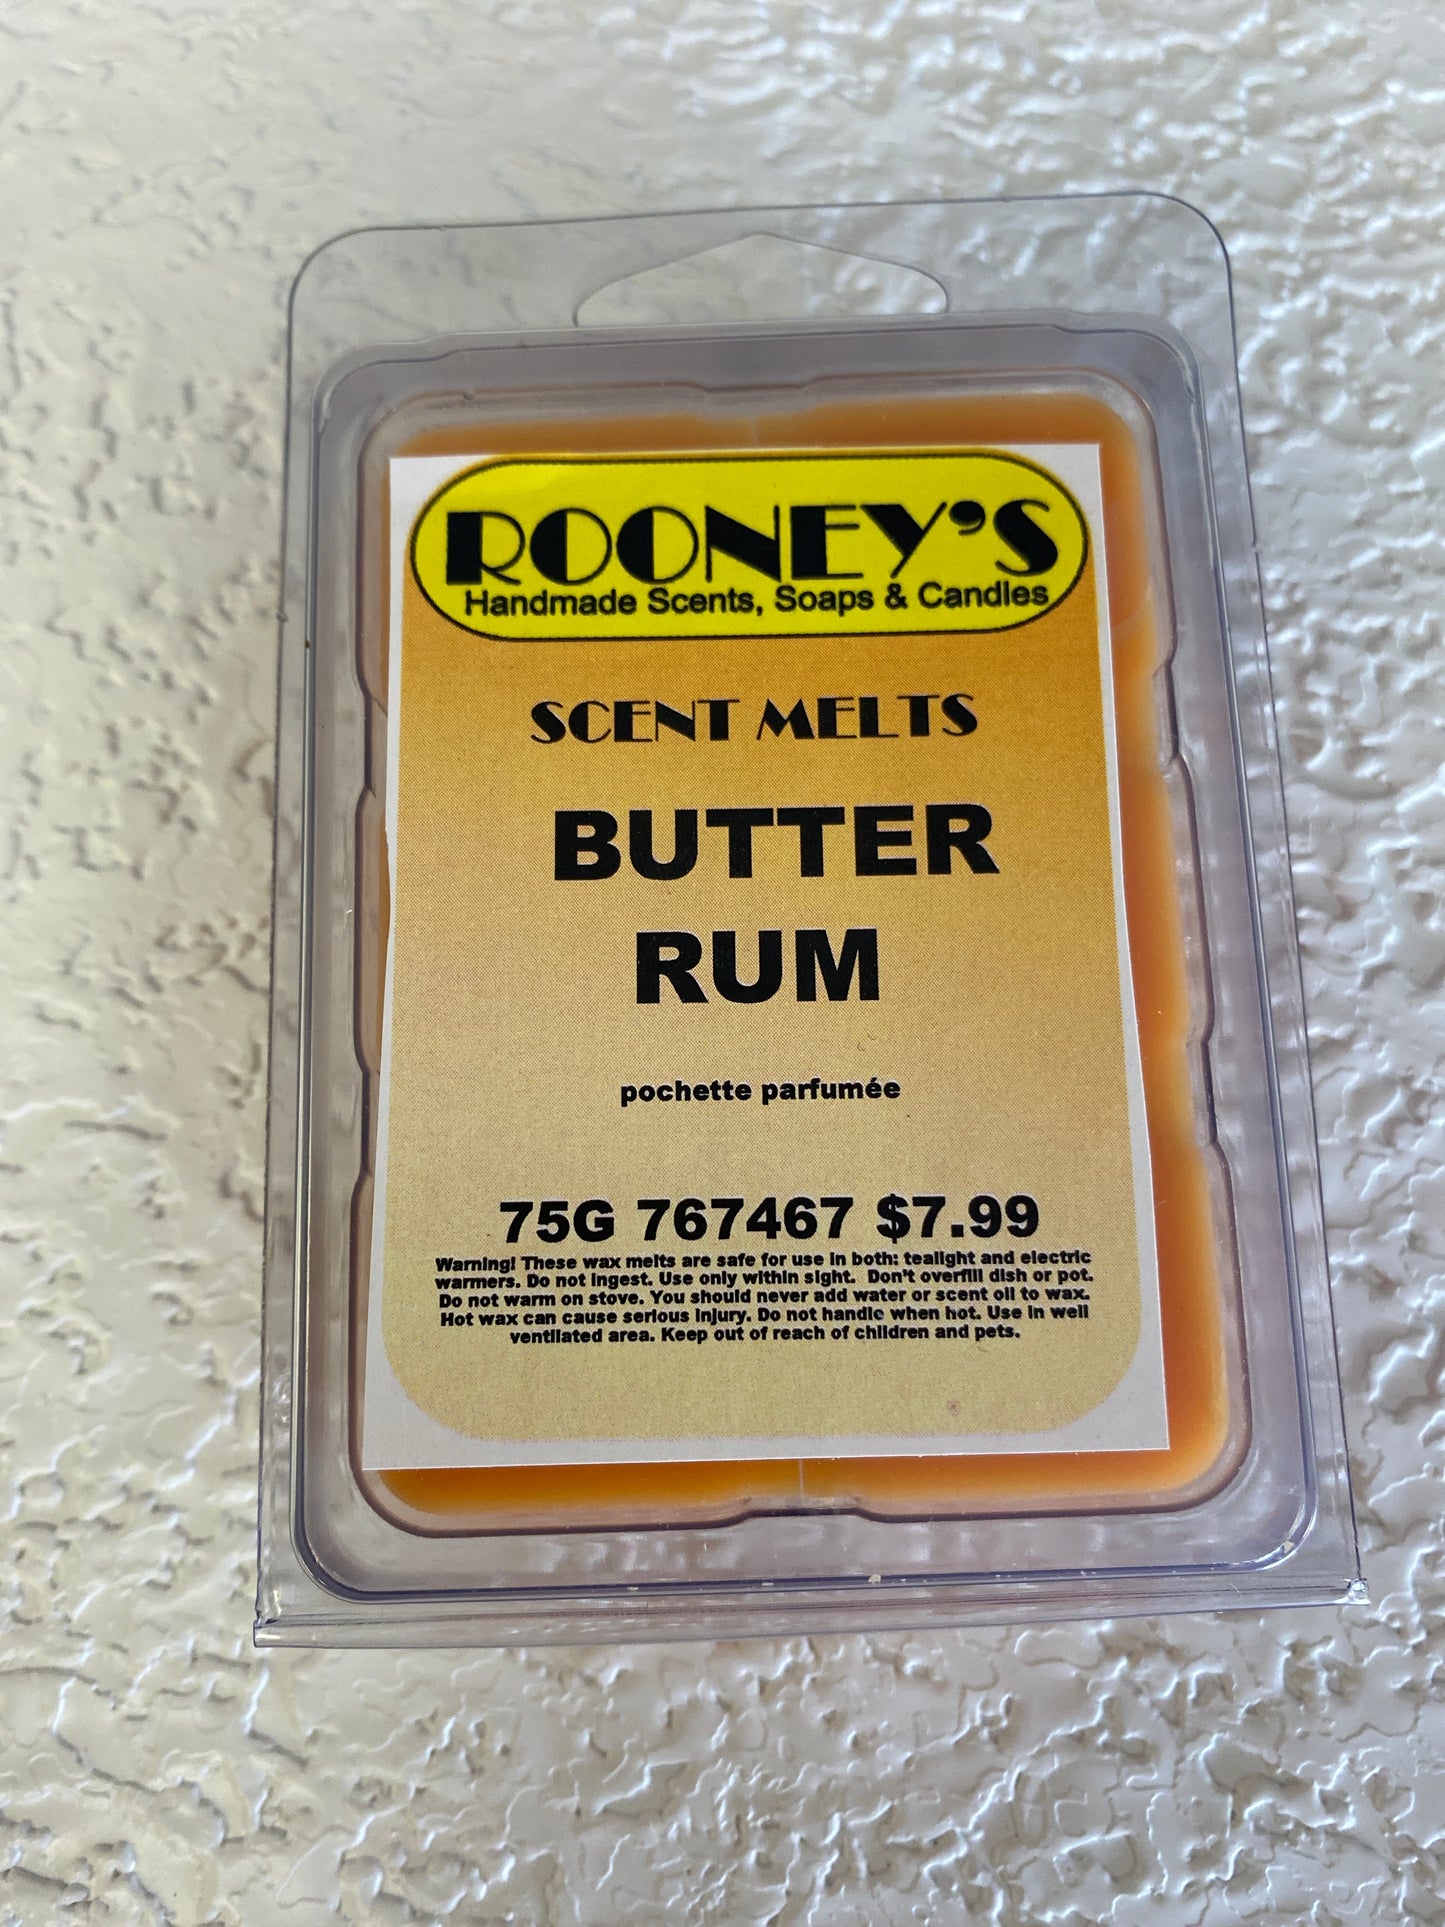 ROONEY'S
Handmade Scents, Soaps & Candles
SCENT MELTS
BUTTER
RUM
pochette parfumée
75G 767467 $7.99
Warning! These wax melts are safe for use in both: tealight and electric
warmers. Do not ingest. Use only within sight. Don't overfill dish or pot.
Do not warm on stove. You should never add water or scent oil to wax.
Hot wax can cause serious injury. Do not handle when hot. Use in well
ventilated area. Keep out of reach of children and pets.